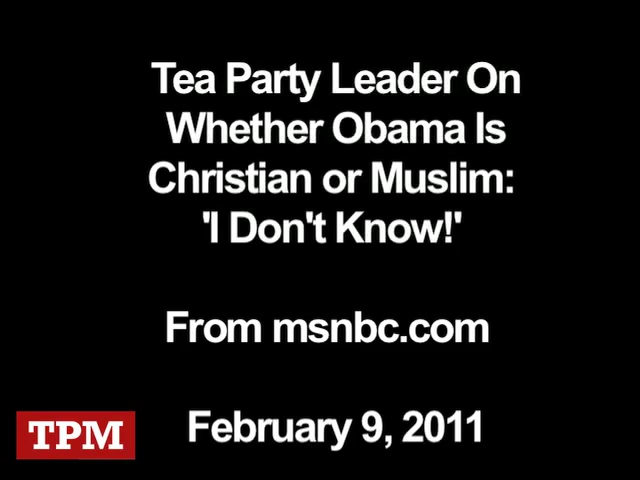 Tea Party Leader On
Whether Obama Is
Christian or Muslim:
'I Don't Know!'
From msnbc.com
February 9, 2011
TPM